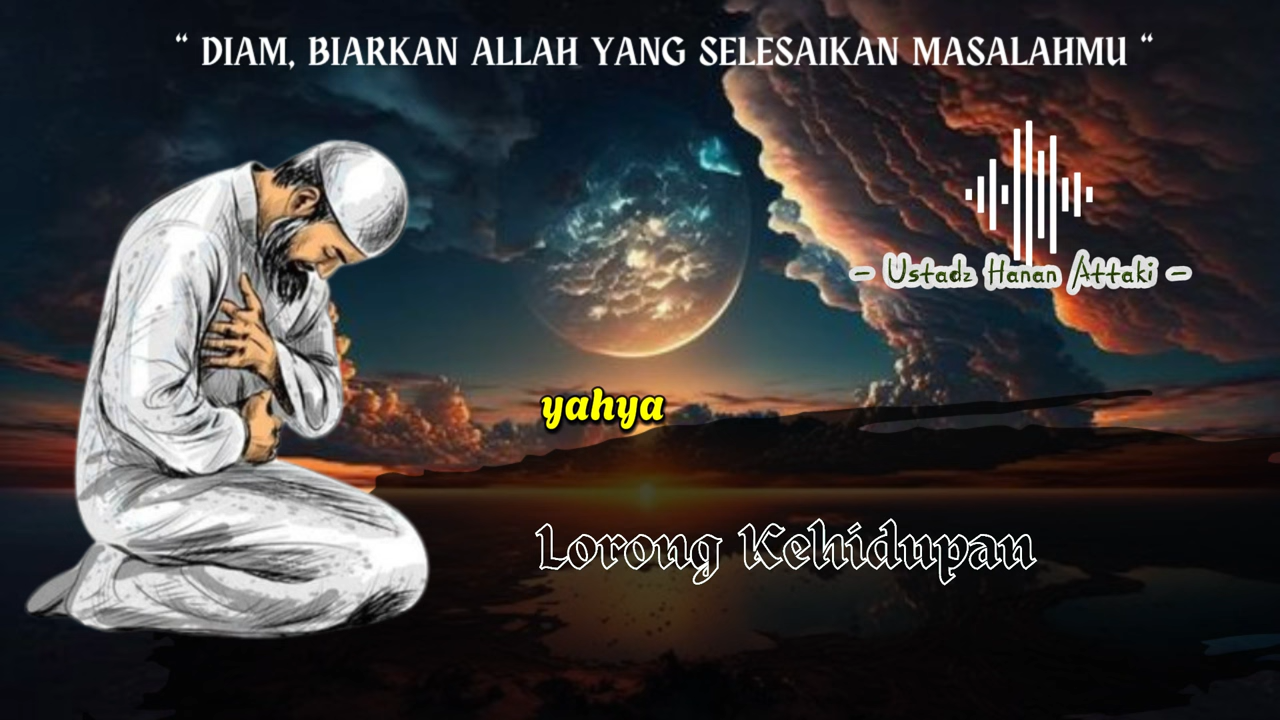 “ DIAM, BIARKAN ALLAH YANG SELESAIKAN MASALAHMU “
- Ustadz Hanan Attaki -
yahya
Lorong Kehidupan